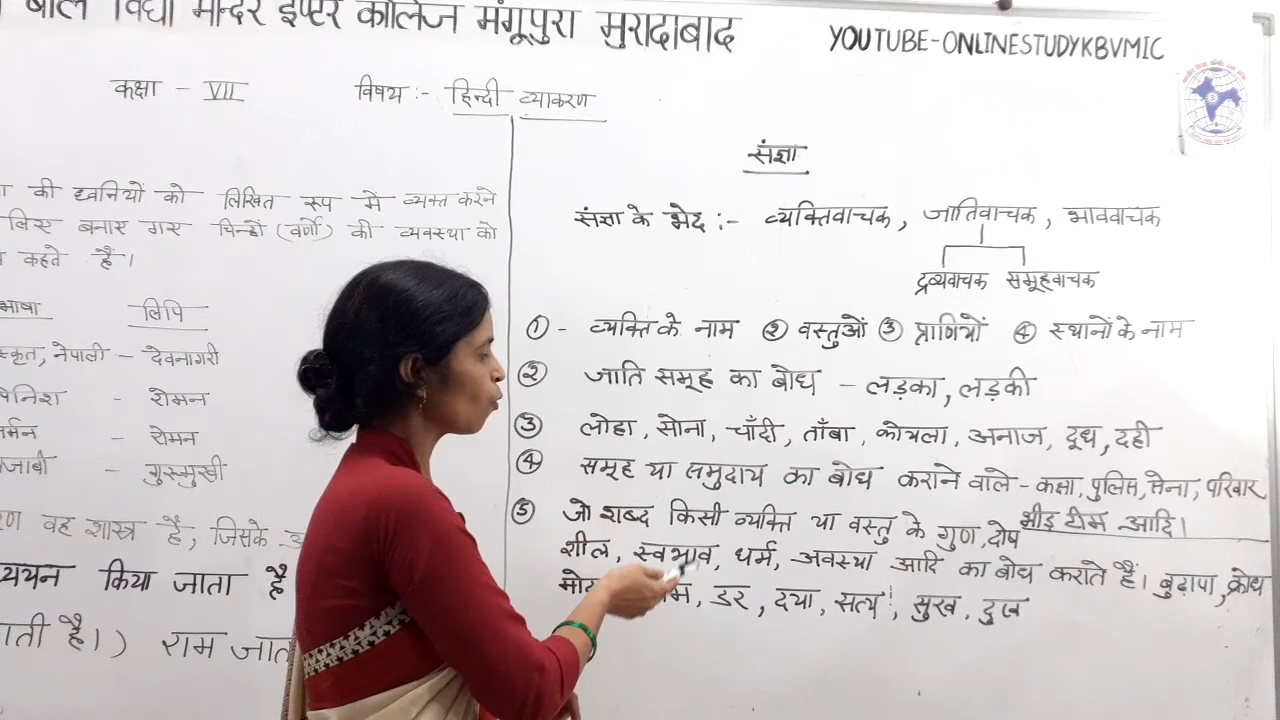 बाल विद्या मन्दिर इण्टर कॉलेज मंगूपुरा मुरादाबाद
YOUTUBE-ONLINESTUDYKBVMIC
कक्षा - VII
विषय :- हिन्दी व्याकरण
की ध्वनियों को लिखित रूप में व्यक्त करने
लिए बनाए गए चिन्हों (वर्णों) की व्यवस्था को
कहते हैं।
भाषा लिपि
नेपाली - देवनागरी
- रोमन
- रोमन
- गुरुमुखी
वह शास्त्र है, जिसके
किया जाता है
है।) राम
संज्ञा
संज्ञा के भेद :- व्यक्तिवाचक, जातिवाचक, भाववाचक
द्रव्यवाचक समूहवाचक
① - व्यक्ति के नाम ② वस्तुओं ③ प्राणियों ④ स्थानों के नाम
② जाति समूह का बोध - लड़का, लड़की
③ लोहा, सोना, चाँदी, ताँबा, कोयला, अनाज, दूध, दही
④ समूह या समुदाय का बोध कराने वाले - कक्षा, पुलिस, सेना, परिवार,
भीड़ टीम आदि।
⑤ जो शब्द किसी व्यक्ति या वस्तु के गुण, दोष
शील, स्वभाव, धर्म, अवस्था आदि का बोध कराते हैं। बुढ़ापा, क्रोध
डर, दया, सत्य, सुख, दुख